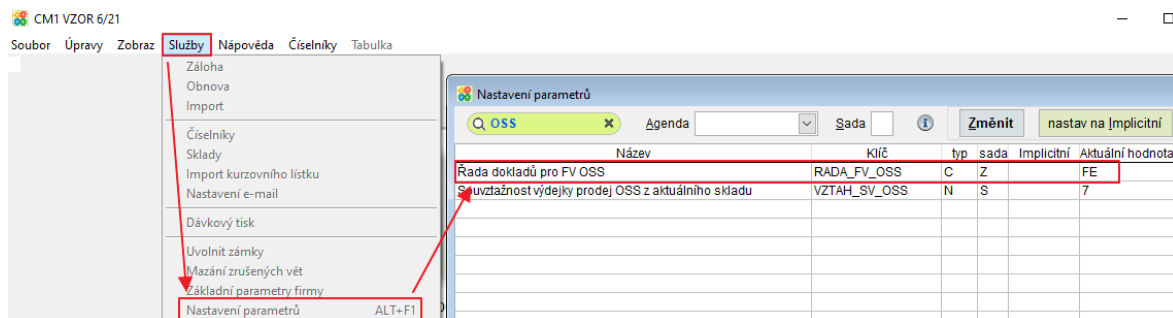 CM1 VZOR 6/21
Soubor Úpravy Zobraz Služby Nápověda Číselníky Tabulka
Záloha
Obnova
Import
Číselníky
Sklady
Import kurzovního lístku
Nastavení e-mail
Dávkový tisk
Uvolnit zámky
Mazání zrušených vět
Základní parametry firmy
Nastavení parametrů ALT+F1
Nastavení parametrů
OSS Agenda Sada Změnit nastav na Implicitní
Název Klíč typ sada Implicitní Aktuální hodnota
Řada dokladů pro FV OSS RADA_FV_OSS C Z FE
Souvztažnost výdejky prodej OSS z aktuálního skladu VZTAH_SV_OSS N S 7